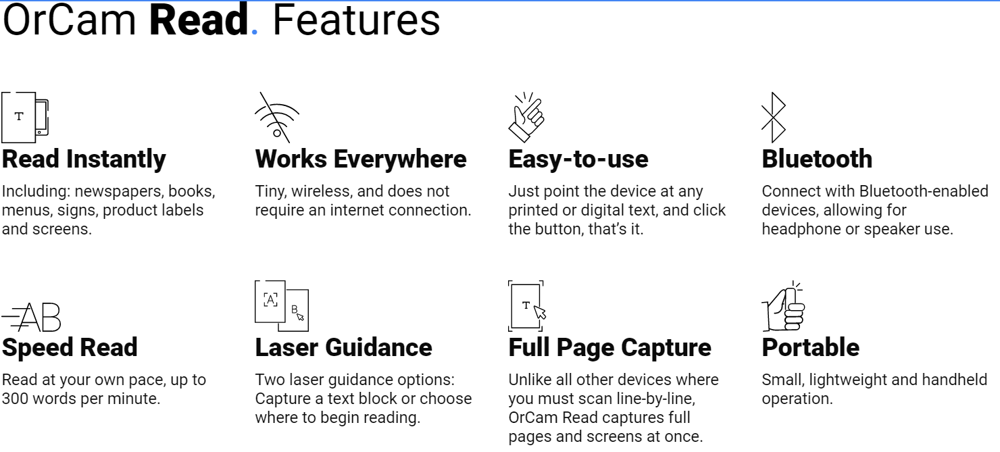 OrCam Read. Features
T
Read Instantly
Including: newspapers, books,
menus, signs, product labels
and screens.
Works Everywhere
Tiny, wireless, and does not
require an internet connection.
Easy-to-use
Just point the device at any
printed or digital text, and click
the button, that’s it.
Bluetooth
Connect with Bluetooth-enabled
devices, allowing for
headphone or speaker use.
AB
Speed Read
Read at your own pace, up to
300 words per minute.
A
B
Laser Guidance
Two laser guidance options:
Capture a text block or choose
where to begin reading.
T
Full Page Capture
Unlike all other devices where
you must scan line-by-line,
OrCam Read captures full
pages and screens at once.
Portable
Small, lightweight and handheld
operation.